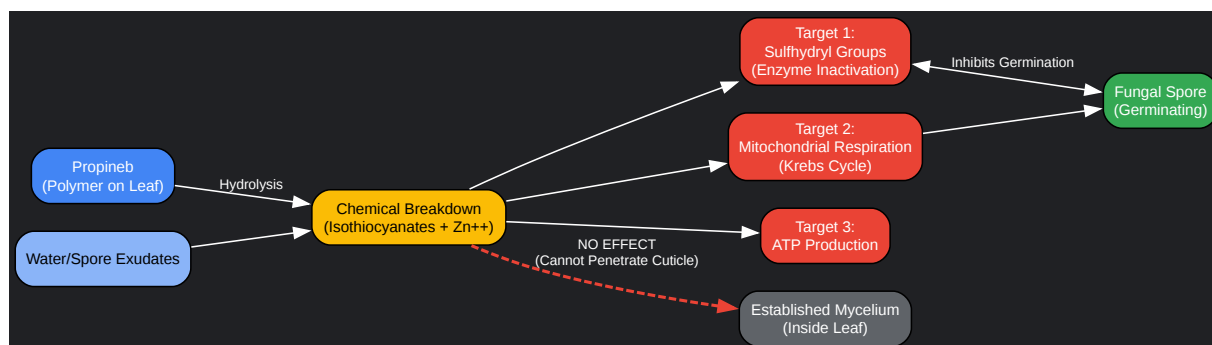 Propineb
(Polymer on Leaf)
Water/Spore Exudates
Hydrolysis
Chemical Breakdown
(Isothiocyanates + Zn++)
NO EFFECT
(Cannot Penetrate Cuticle)
Target 1:
Sulfhydryl Groups
(Enzyme Inactivation)
Target 2:
Mitochondrial Respiration
(Krebs Cycle)
Target 3:
ATP Production
Established Mycelium
(Inside Leaf)
Inhibits Germination
Fungal Spore
(Germinating)